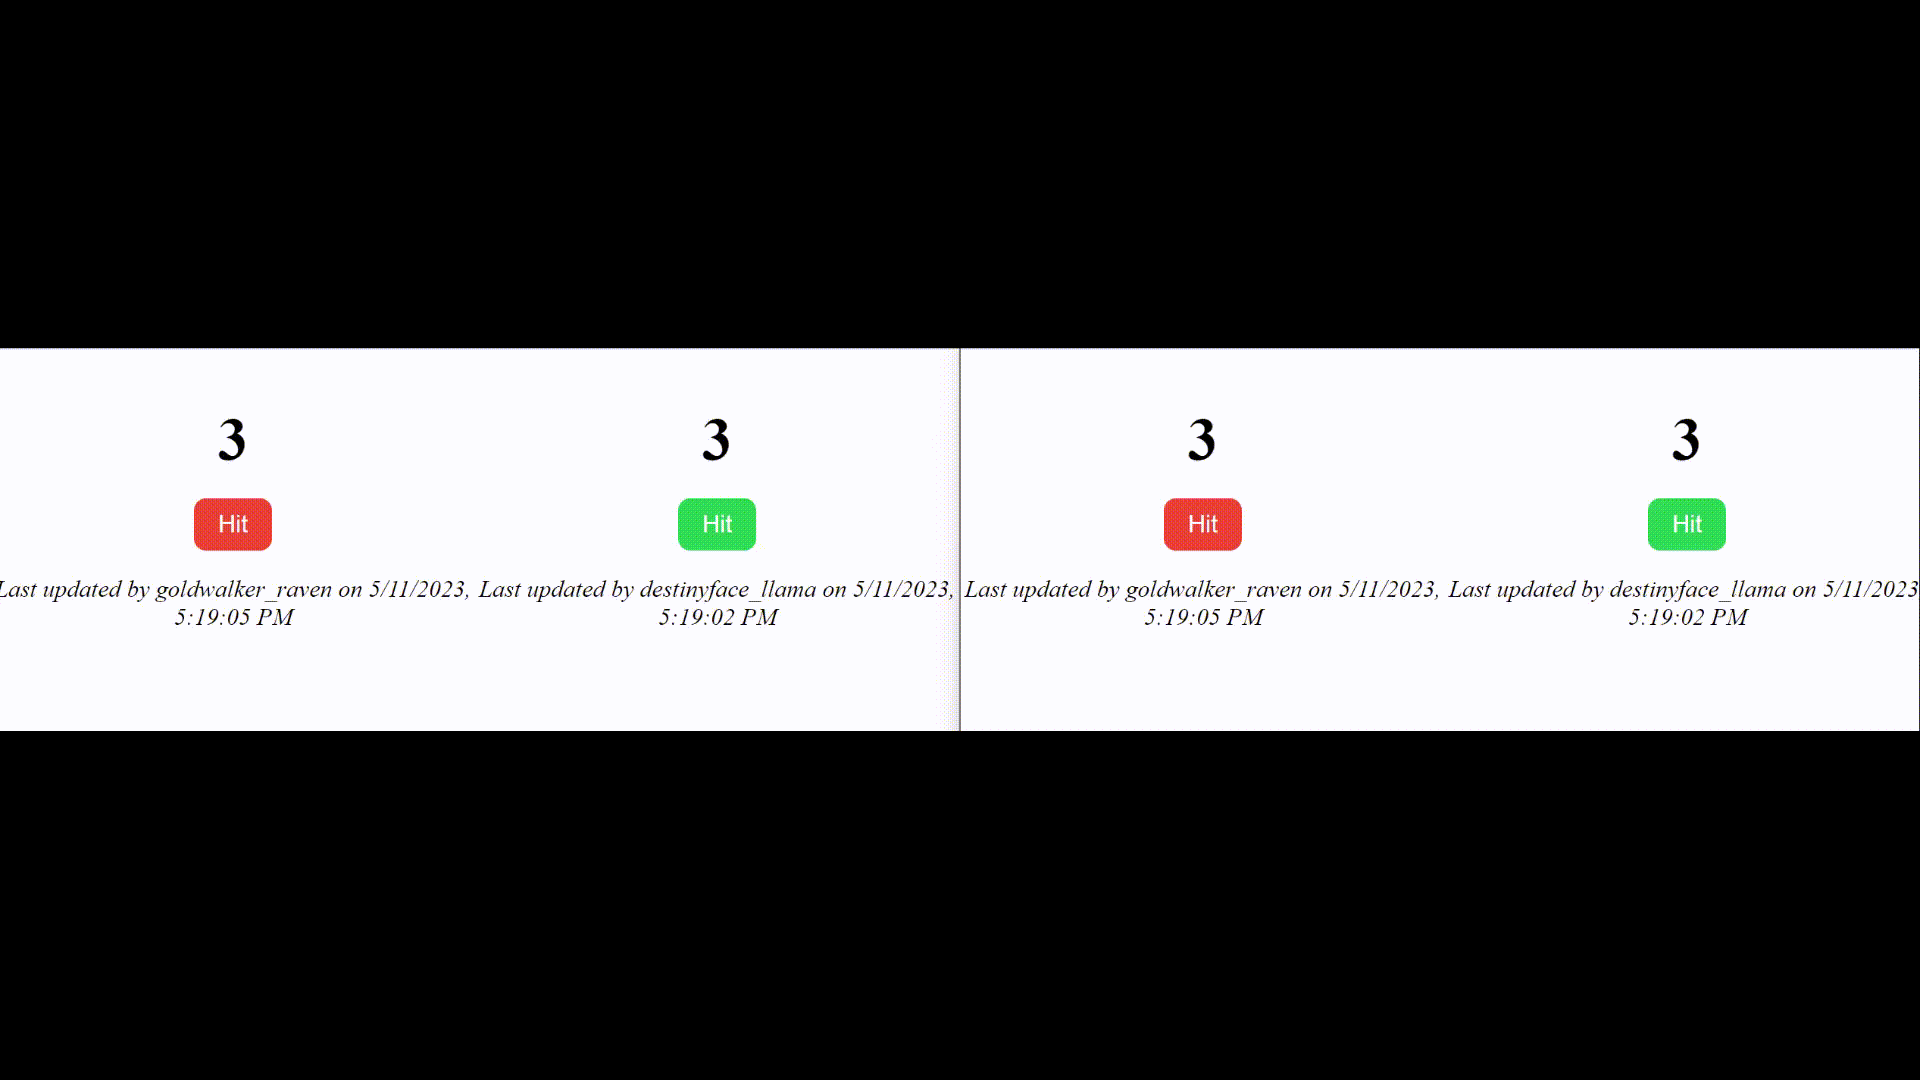 3 3 3 3
Hit Hit Hit Hit
Last updated by goldwalker_raven on 5/11/2023, Last updated by destinyface_llama on 5/11/2023, Last updated by goldwalker_raven on 5/11/2023, Last updated by destinyface_llama on 5/11/2023,
5:19:05 PM 5:19:02 PM 5:19:05 PM 5:19:02 PM